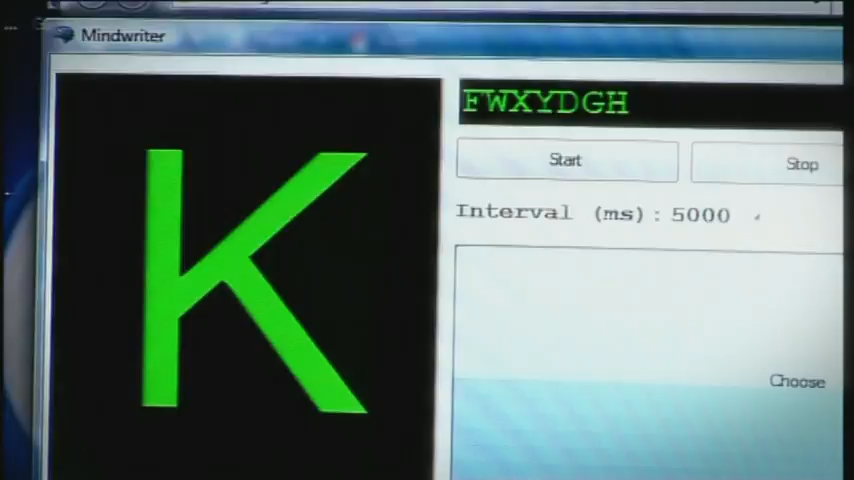 Mindwriter
K
FWXYDGH
Start
Stop
Interval (ms): 5000
Choose